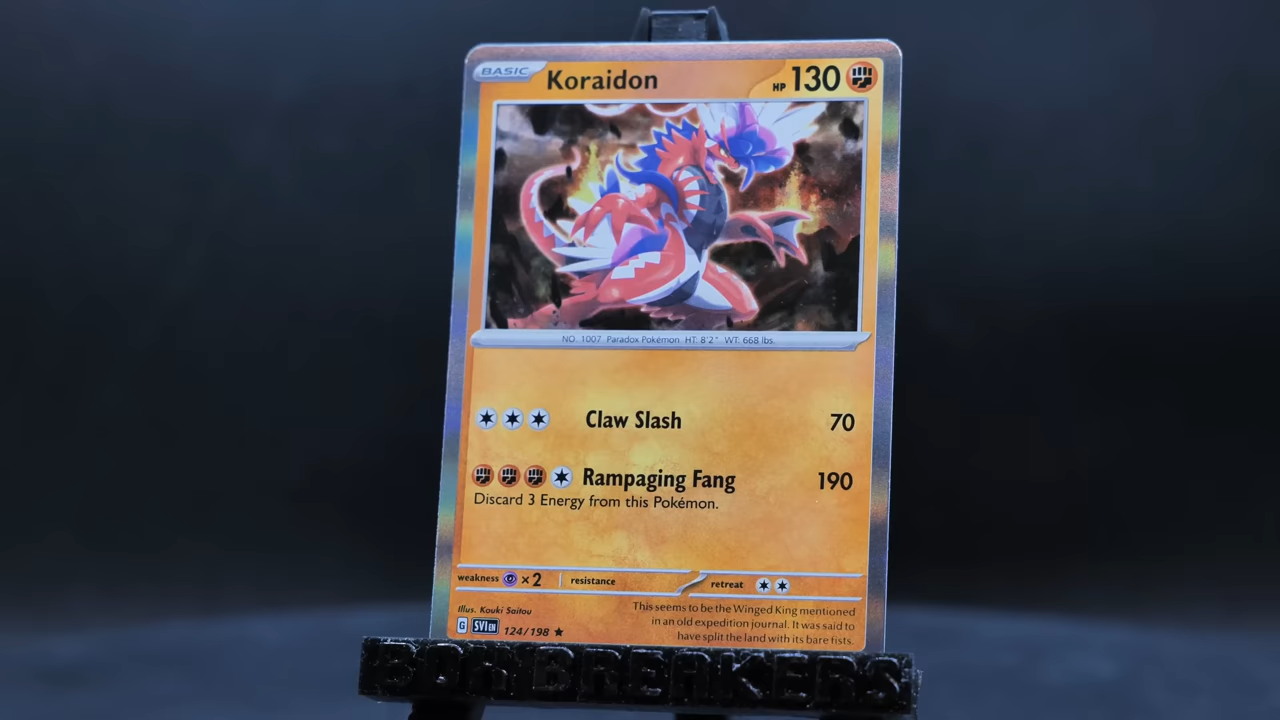 BASIC Koraidon HP 130
NO. 1007 Paradox Pokémon HT: 8'2" WT: 668 lbs.
Claw Slash 70
Rampaging Fang 190
Discard 3 Energy from this Pokémon.
weakness ×2 resistance retreat
Illus. Kouki Saitou
This seems to be the Winged King mentioned
in an old expedition journal. It was said to
have split the land with its bare fists.
G SVI EN 124/198 ★
BOX BREAKERS